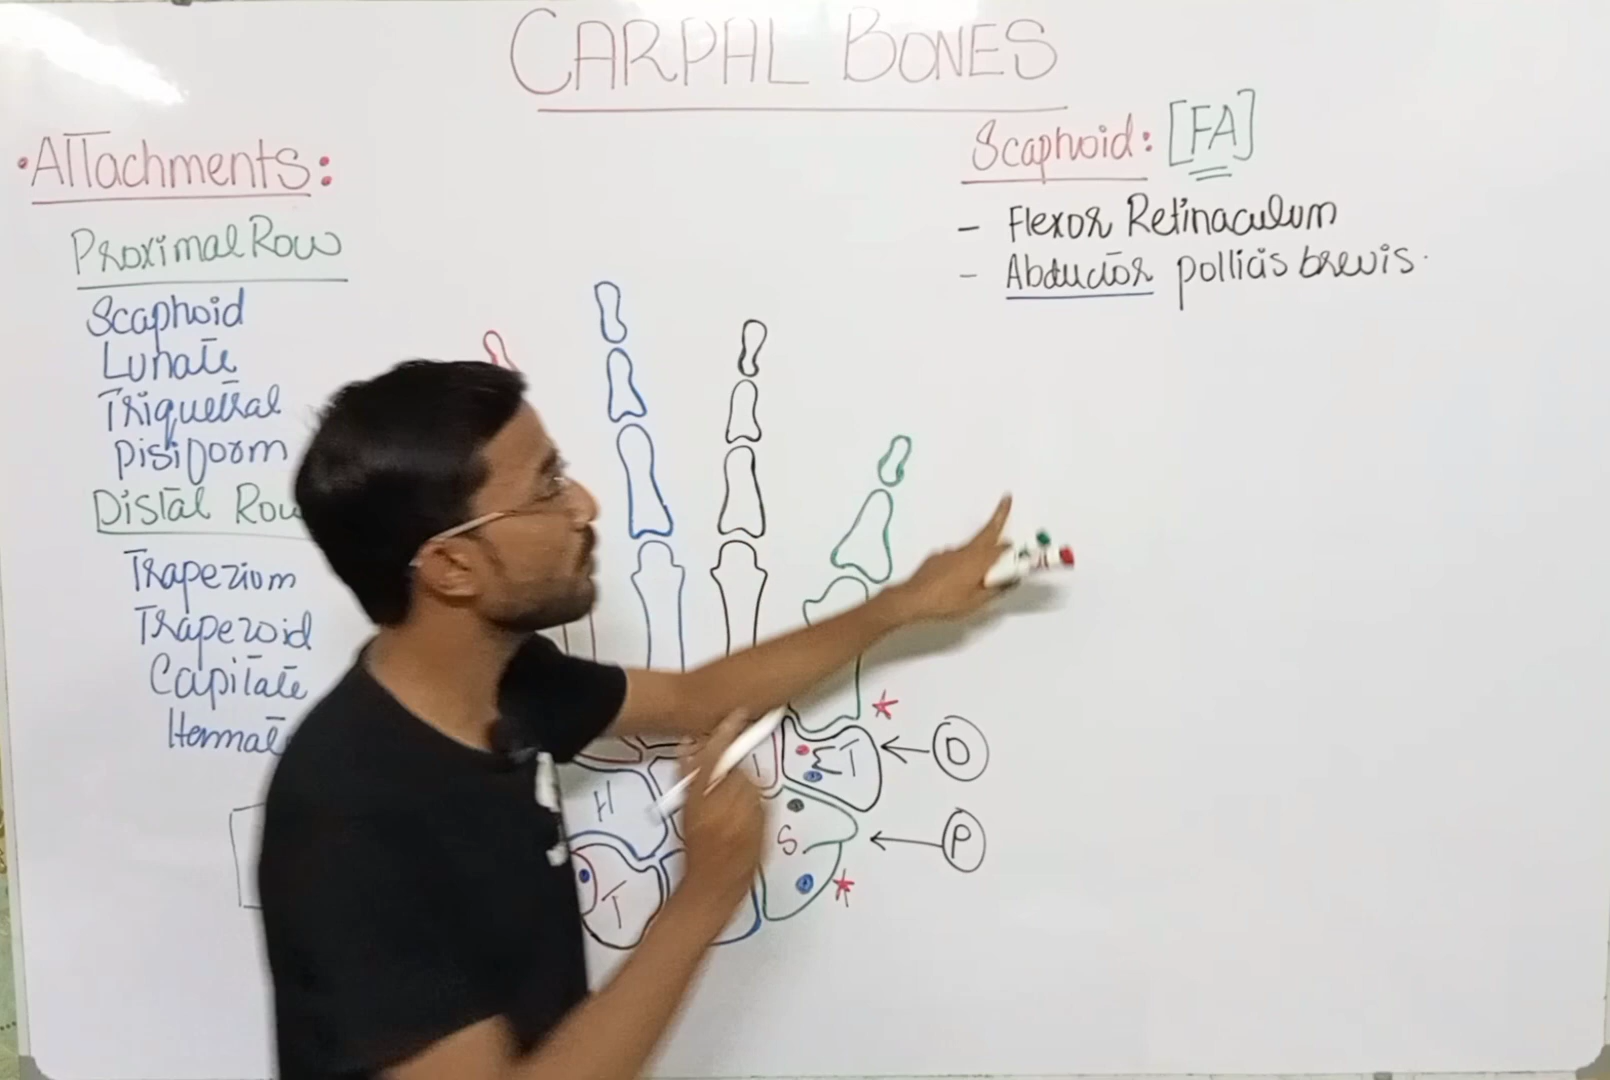 CARPAL BONES
• Attachments:
Proximal Row
Scaphoid
Lunate
Triquetral
Pisiform
Distal Row
Trapezium
Trapezoid
Capitate
Scaphoid: [FA]
- Flexor Retinaculum
- Abductor pollicis brevis.
D
T
H
S
P
T